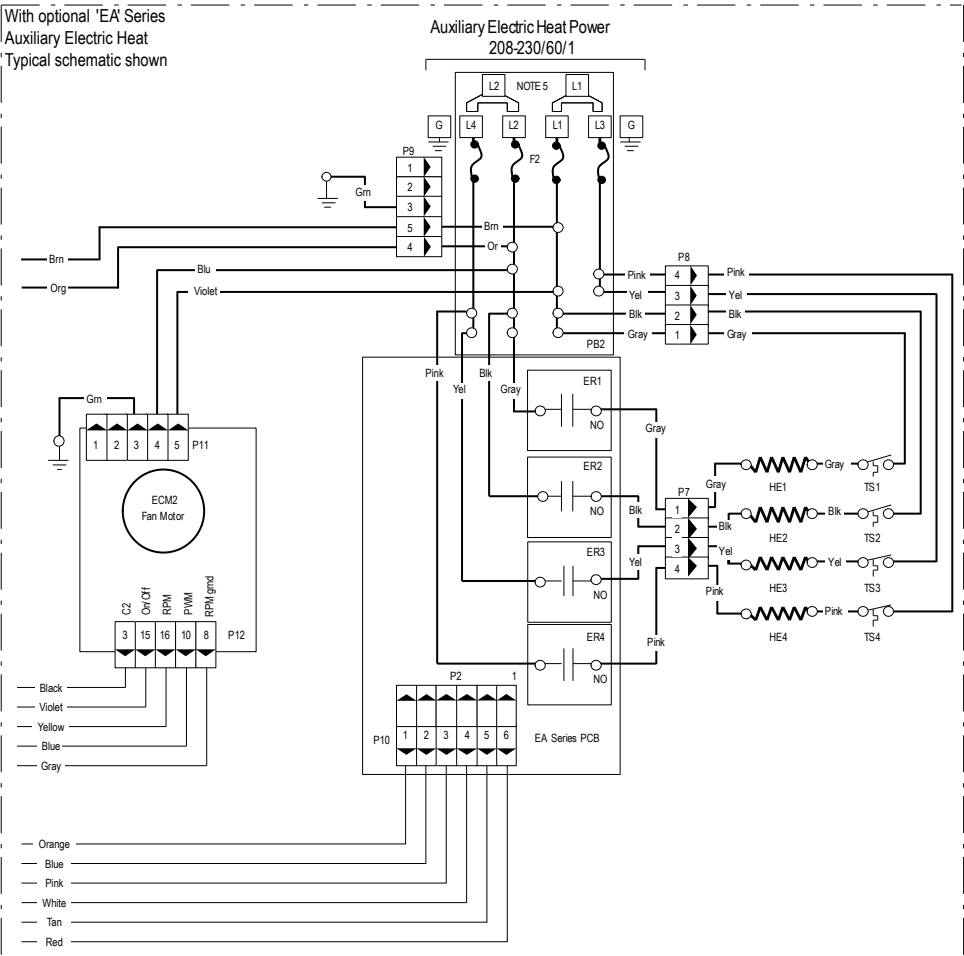 With optional 'EA' Series
Auxiliary Electric Heat
Typical schematic shown
Auxiliary Electric Heat Power
208-230/60/1
L2 NOTE 5 L1
G L4 L2 L1 L3 G
F2
P9
1
2
3
5
4
Grn
Brn
Or
Brn
Org
Blu
Violet
P8
Pink 4 Pink
Yel 3 Yel
Blk 2 Blk
Gray 1 Gray
PB2
Pink
Yel
Blk
Gray
ER1
NO
Gray
ER2
NO
Blk
ER3
NO
Yel
ER4
NO
Pink
P7
1
2
3
4
Gray
Blk
Yel
Pink
HE1 Gray TS1
HE2 Blk TS2
HE3 Yel TS3
HE4 Pink TS4
Grn
1 2 3 4 5 P11
ECM2
Fan Motor
C2 On/Off RPM PWM RPM grnd
3 15 16 10 8 P12
Black
Violet
Yellow
Blue
Gray
P2 1
P10 1 2 3 4 5 6
EA Series PCB
Orange
Blue
Pink
White
Tan
Red